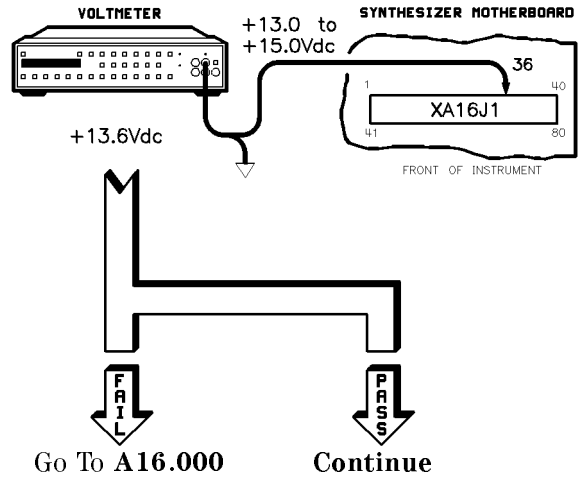 VOLTMETER
SYNTHESIZER MOTHERBOARD
+13.0 to
+15.0Vdc
36
1
40
XA16J1
41
80
+13.6Vdc
FRONT OF INSTRUMENT
FAIL
PASS
Go To A16.000
Continue